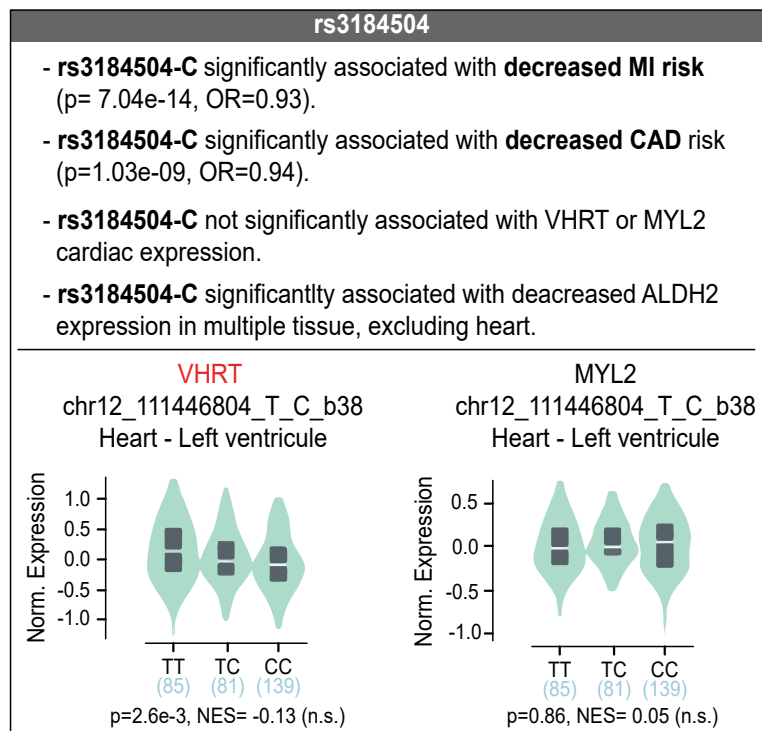 rs3184504
- rs3184504-C significantly associated with decreased MI risk
(p= 7.04e-14, OR=0.93).
- rs3184504-C significantly associated with decreased CAD risk
(p=1.03e-09, OR=0.94).
- rs3184504-C not significantly associated with VHRT or MYL2
cardiac expression.
- rs3184504-C significantlty associated with deacreased ALDH2
expression in multiple tissue, excluding heart.
VHRT
chr12_111446804_T_C_b38
Heart - Left ventricule
Norm. Expression
1.0
0.5
0.0
-0.5
-1.0
TT TC CC
(85) (81) (139)
p=2.6e-3, NES= -0.13 (n.s.)
MYL2
chr12_111446804_T_C_b38
Heart - Left ventricule
Norm. Expression
0.5
0.0
-0.5
-1.0
TT TC CC
(85) (81) (139)
p=0.86, NES= 0.05 (n.s.)